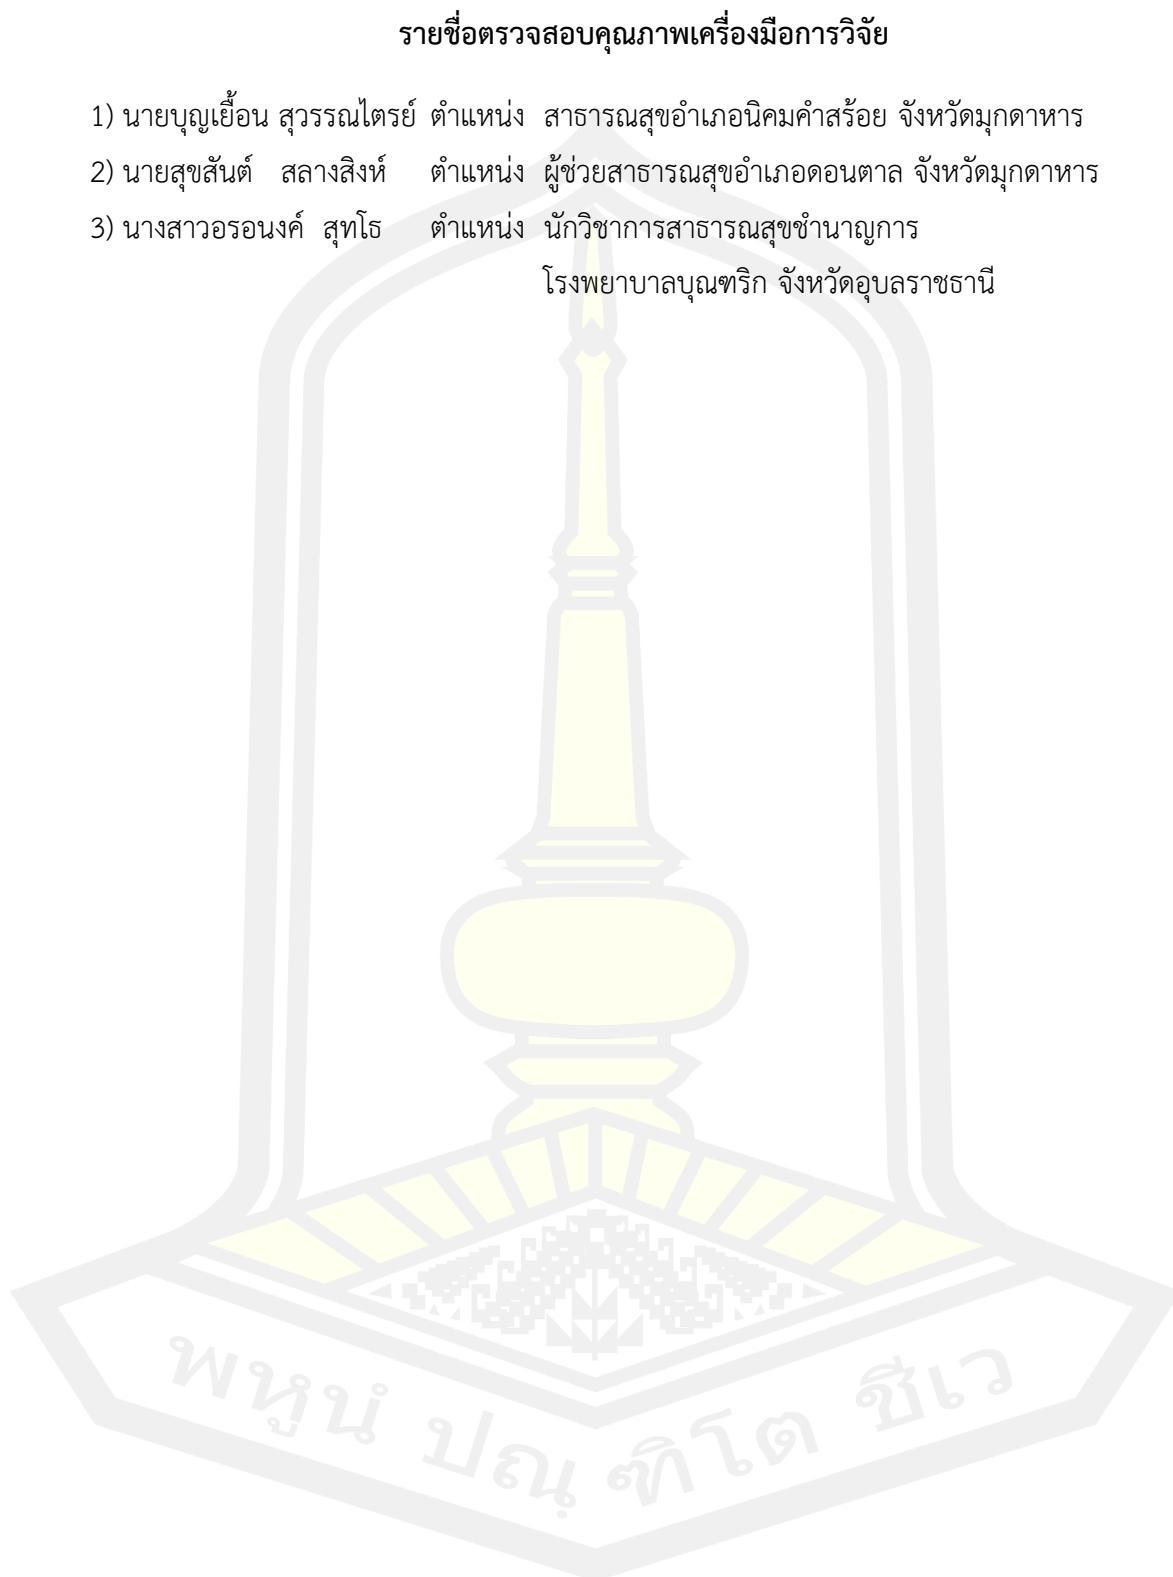 รายชื่อตรวจสอบคุณภาพเครื่องมือการวิจัย
1) นายบุญเยื้อน สุวรรณไตรย์ ตำแหน่ง สาธารณสุขอำเภอนิคมคำสร้อย จังหวัดมุกดาหาร
2) นายสุขสันต์ สลางสิงห์ ตำแหน่ง ผู้ช่วยสาธารณสุขอำเภอดอนตาล จังหวัดมุกดาหาร
3) นางสาวอรอนงค์ สุทโธ ตำแหน่ง นักวิชาการสาธารณสุขชำนาญการ
โรงพยาบาลบุณฑริก จังหวัดอุบลราชธานี
พหูนํ ปณฺฑิโต ชีเว